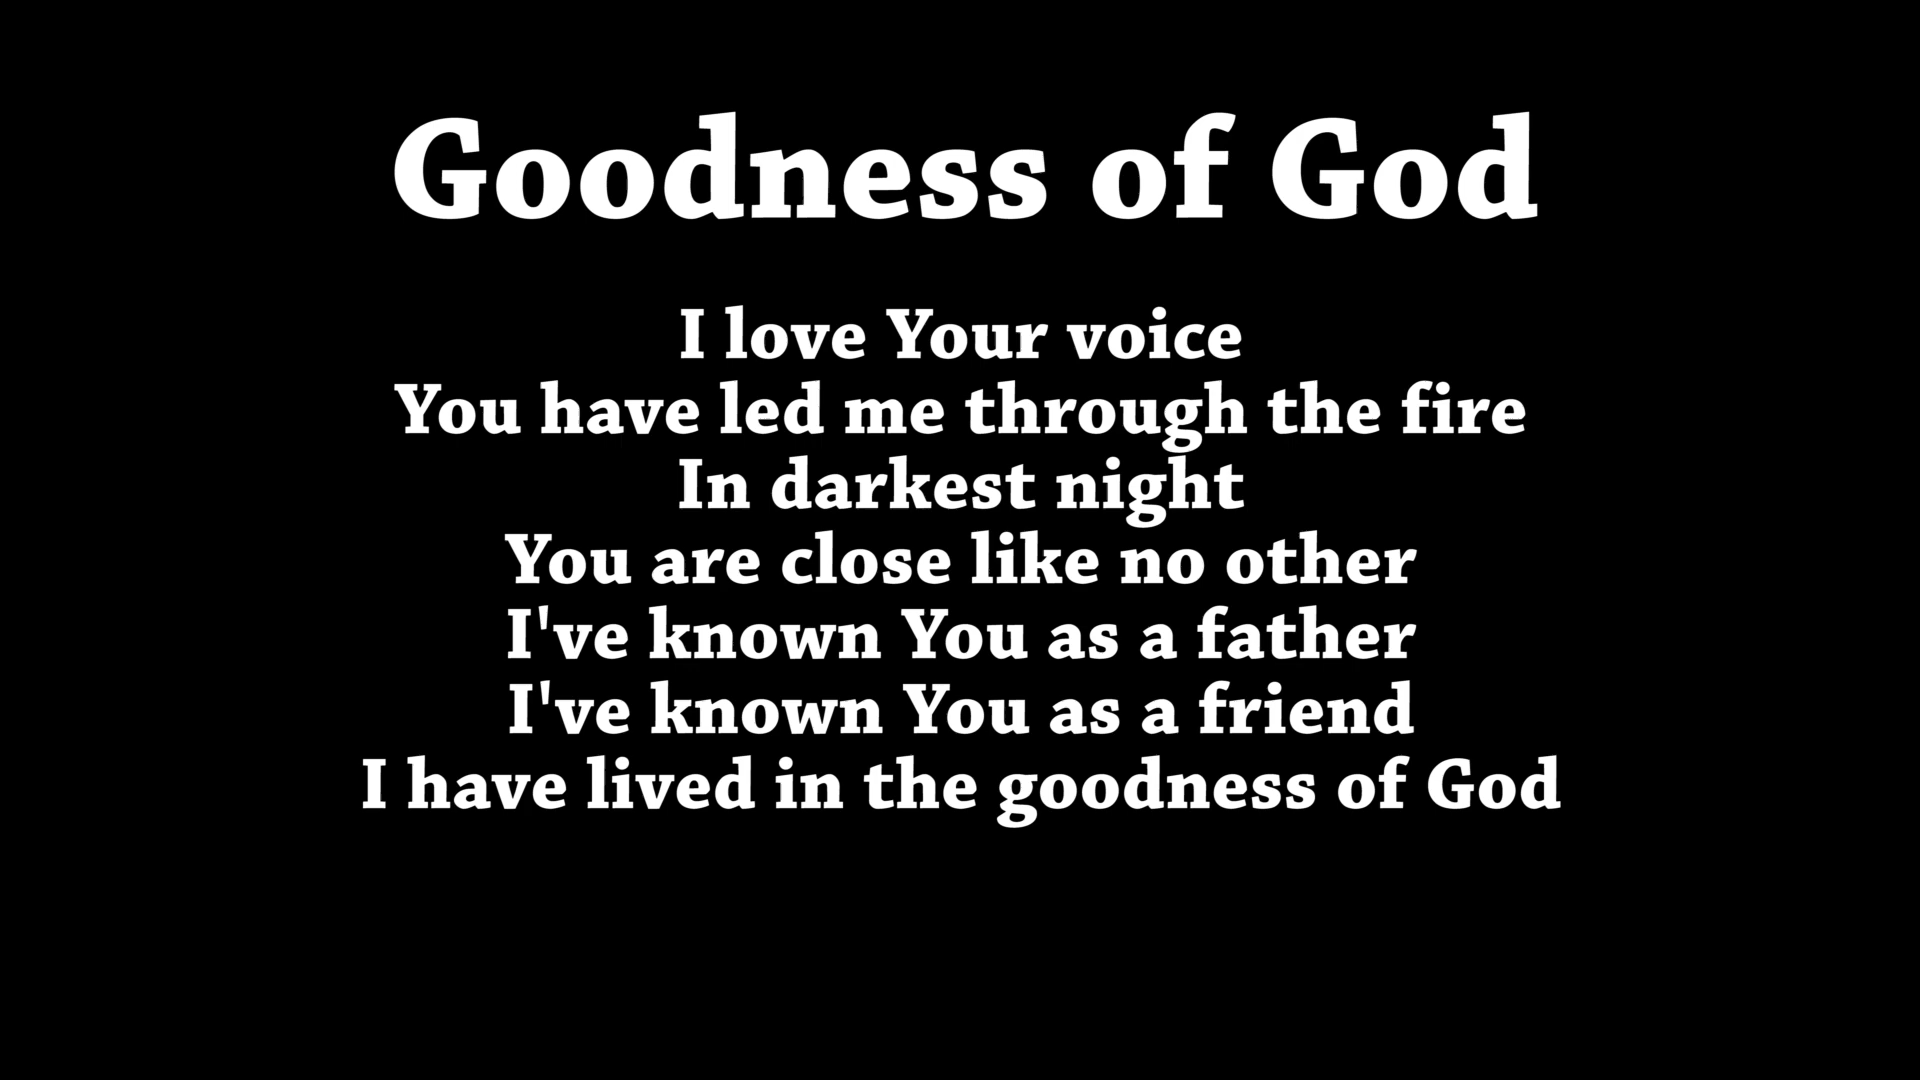 Goodness of God
I love Your voice
You have led me through the fire
In darkest night
You are close like no other
I've known You as a father
I've known You as a friend
I have lived in the goodness of God